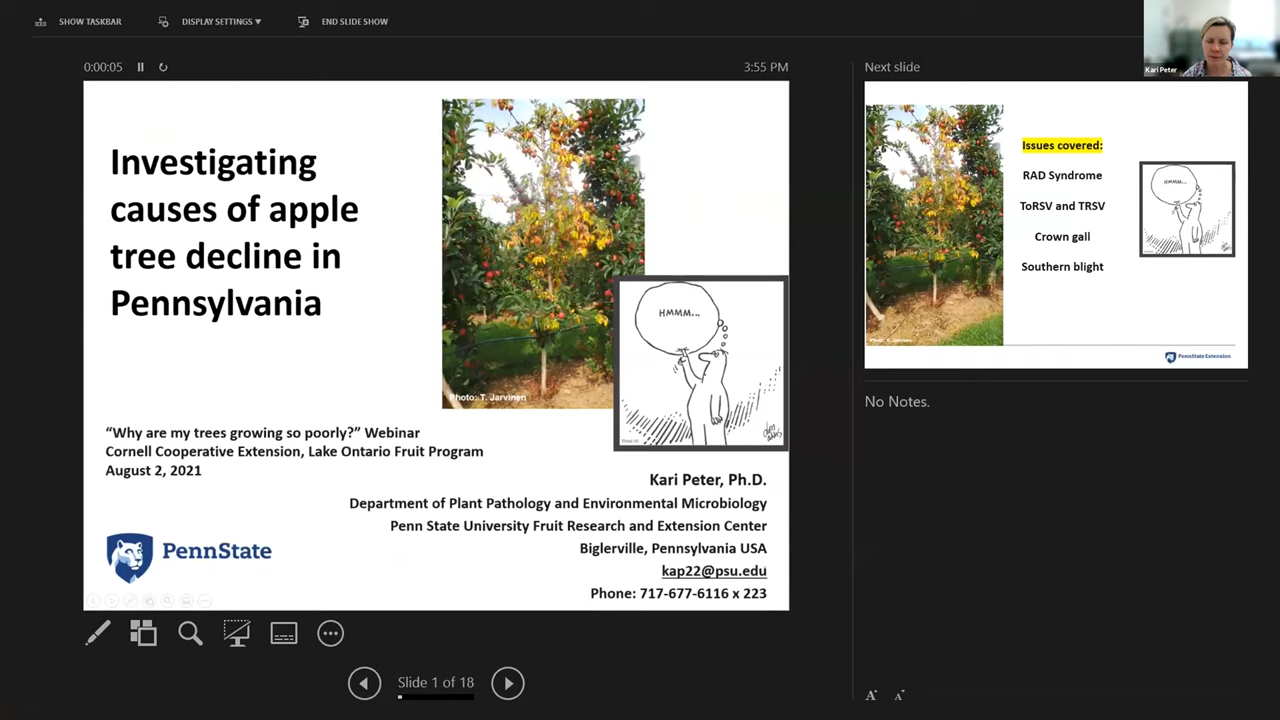 SHOW TASKBAR
DISPLAY SETTINGS
END SLIDE SHOW
Kari Peter
0:00:05
3:55 PM
Investigating
causes of apple
tree decline in
Pennsylvania
Photo: T. Jarvinen
HMMM...
“Why are my trees growing so poorly?” Webinar
Cornell Cooperative Extension, Lake Ontario Fruit Program
August 2, 2021
Kari Peter, Ph.D.
Department of Plant Pathology and Environmental Microbiology
Penn State University Fruit Research and Extension Center
Biglerville, Pennsylvania USA
kap22@psu.edu
Phone: 717-677-6116 x 223
PennState
Slide 1 of 18
Next slide
Issues covered:
RAD Syndrome
ToRSV and TRSV
Crown gall
Southern blight
HMMM...
Photo: T. Jarvinen
PennState Extension
No Notes.
A A